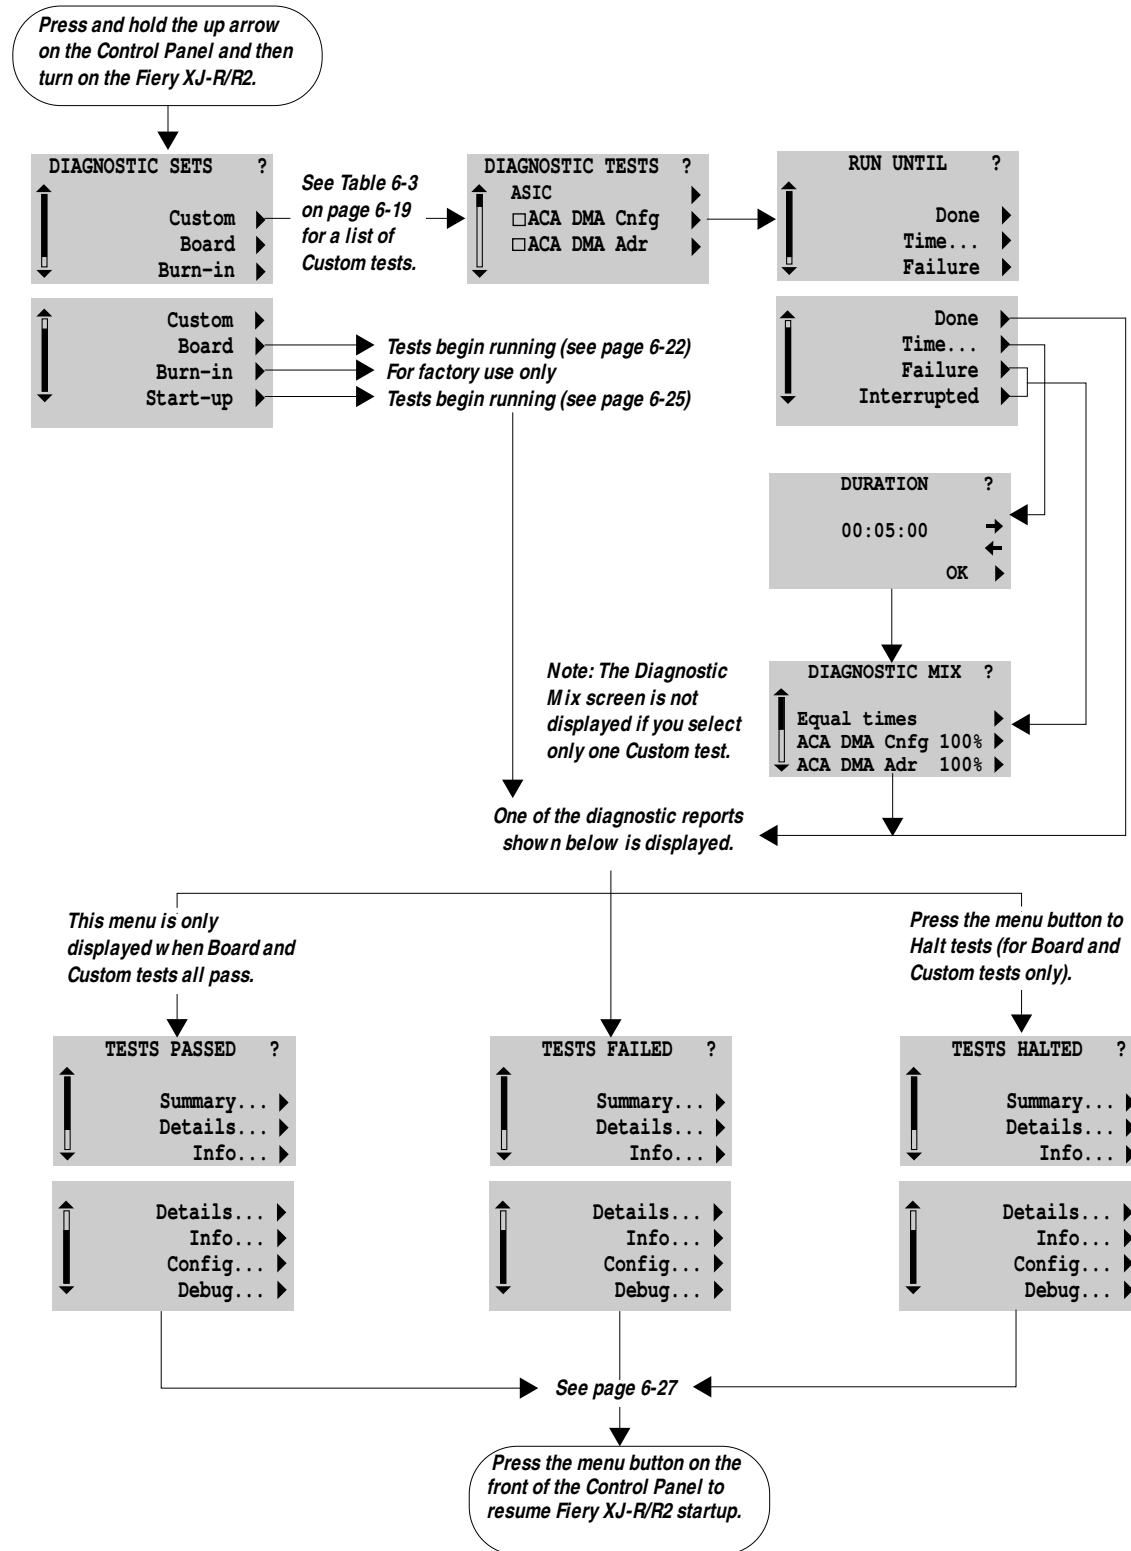 Press and hold the up arrow
on the Control Panel and then
turn on the Fiery XJ-R/R2.
DIAGNOSTIC SETS ?
Custom
Board
Burn-in
See Table 6-3
on page 6-19
for a list of
Custom tests.
DIAGNOSTIC TESTS ?
ASIC
□ACA DMA Cnfg
□ACA DMA Adr
RUN UNTIL ?
Done
Time...
Failure
Custom
Board
Burn-in
Start-up
Tests begin running (see page 6-22)
For factory use only
Tests begin running (see page 6-25)
Done
Time...
Failure
Interrupted
DURATION ?
00:05:00
OK
Note: The Diagnostic
Mix screen is not
displayed if you select
only one Custom test.
DIAGNOSTIC MIX ?
Equal times
ACA DMA Cnfg 100%
ACA DMA Adr 100%
One of the diagnostic reports
shown below is displayed.
This menu is only
displayed when Board and
Custom tests all pass.
Press the menu button to
Halt tests (for Board and
Custom tests only).
TESTS PASSED ?
Summary...
Details...
Info...
Details...
Info...
Config...
Debug...
TESTS FAILED ?
Summary...
Details...
Info...
Details...
Info...
Config...
Debug...
TESTS HALTED ?
Summary...
Details...
Info...
Details...
Info...
Config...
Debug...
See page 6-27
Press the menu button on the
front of the Control Panel to
resume Fiery XJ-R/R2 startup.